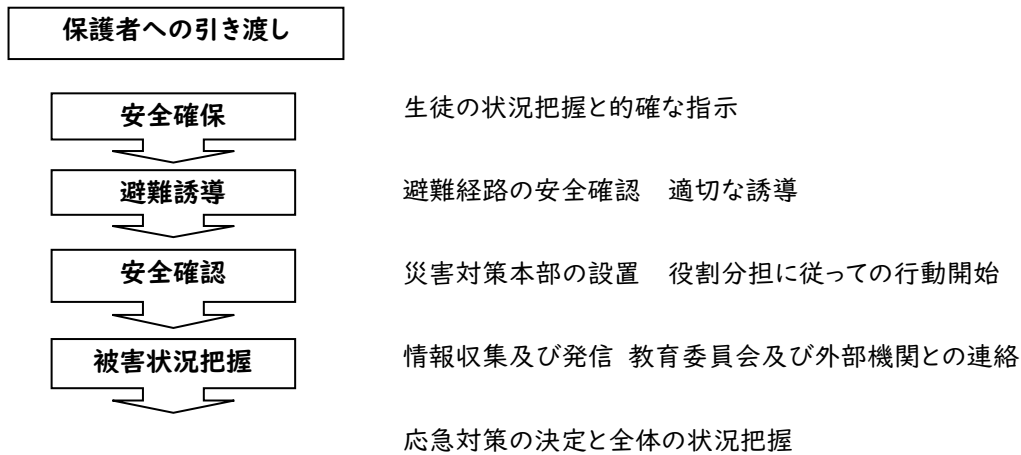 保護者への引き渡し
安全確保 生徒の状況把握と的確な指示
避難誘導 避難経路の安全確認 適切な誘導
安全確認 災害対策本部の設置 役割分担に従っての行動開始
被害状況把握 情報収集及び発信 教育委員会及び外部機関との連絡
応急対策の決定と全体の状況把握